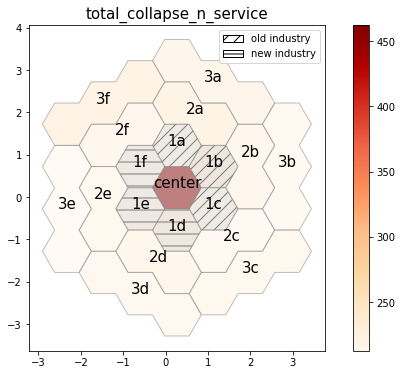 total_collapse_n_service
old industry
new industry
3a
3f
2a
2f
1a
1f
1b
2b
3b
center
2e
3e
1e
1c
1d
2c
2d
3c
3d
4
3
2
1
0
−1
−2
−3
−3
−2
−1
0
1
2
3
450
400
350
300
250